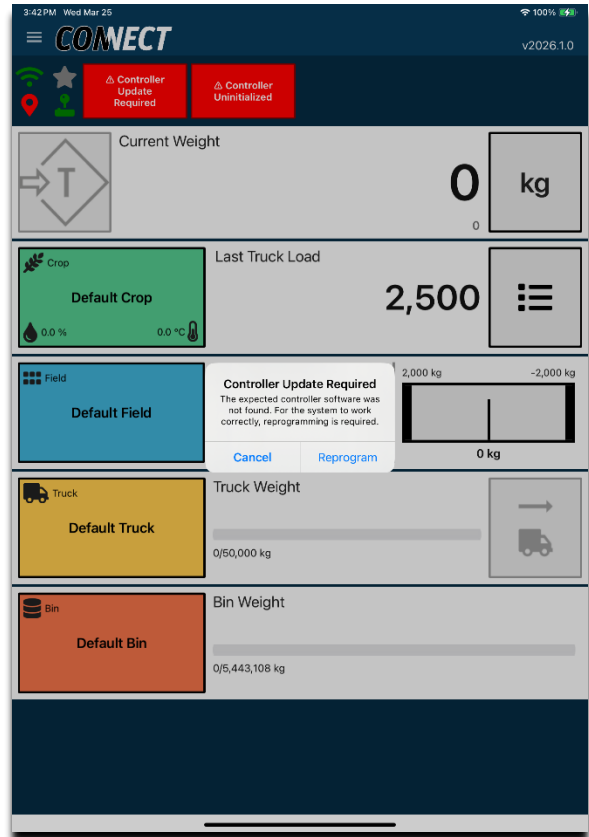 3:42 PM Wed Mar 25
100%
CONNECT
v2026.1.0
Controller
Update
Required
Controller
Uninitialized
Current Weight
T
0
kg
0
Crop
Default Crop
0.0 %
0.0 °C
Last Truck Load
2,500
Field
Default Field
2,000 kg
-2,000 kg
0 kg
Controller Update Required
The expected controller software was
not found. For the system to work
correctly, reprogramming is required.
Cancel
Reprogram
Truck
Default Truck
Truck Weight
0/50,000 kg
Bin
Default Bin
Bin Weight
0/5,443,108 kg